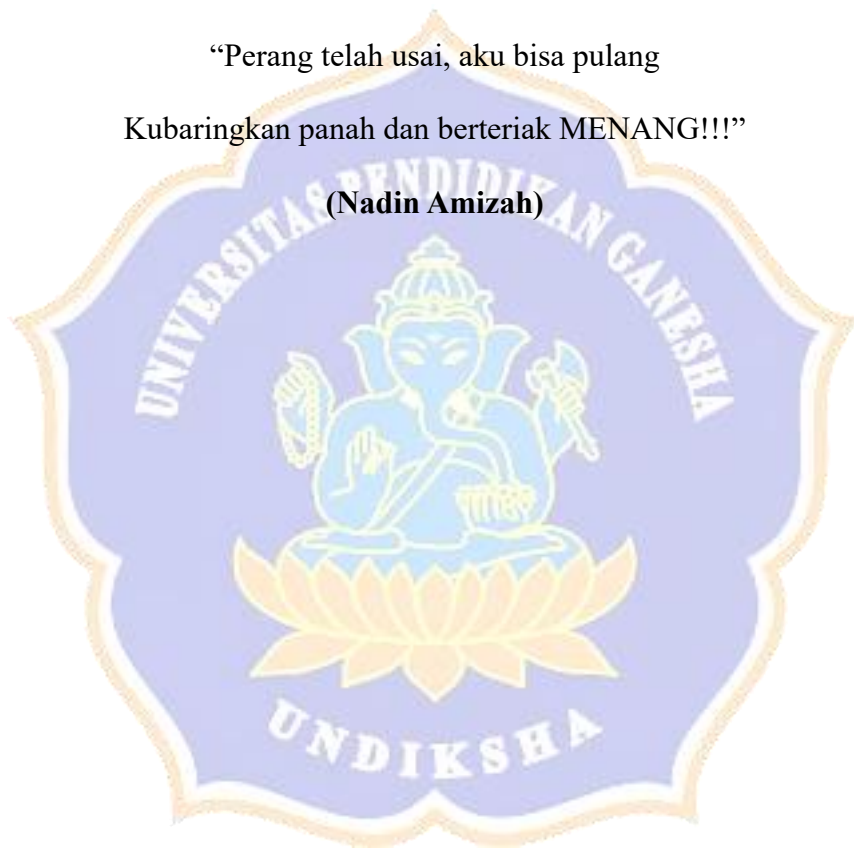 “Perang telah usai, aku bisa pulang
Kubaringkan panah dan berteriak MENANG!!!”
(Nadin Amizah)
UNIVERSITAS PENDIDIKAN GANESHA
UNDIKSHA